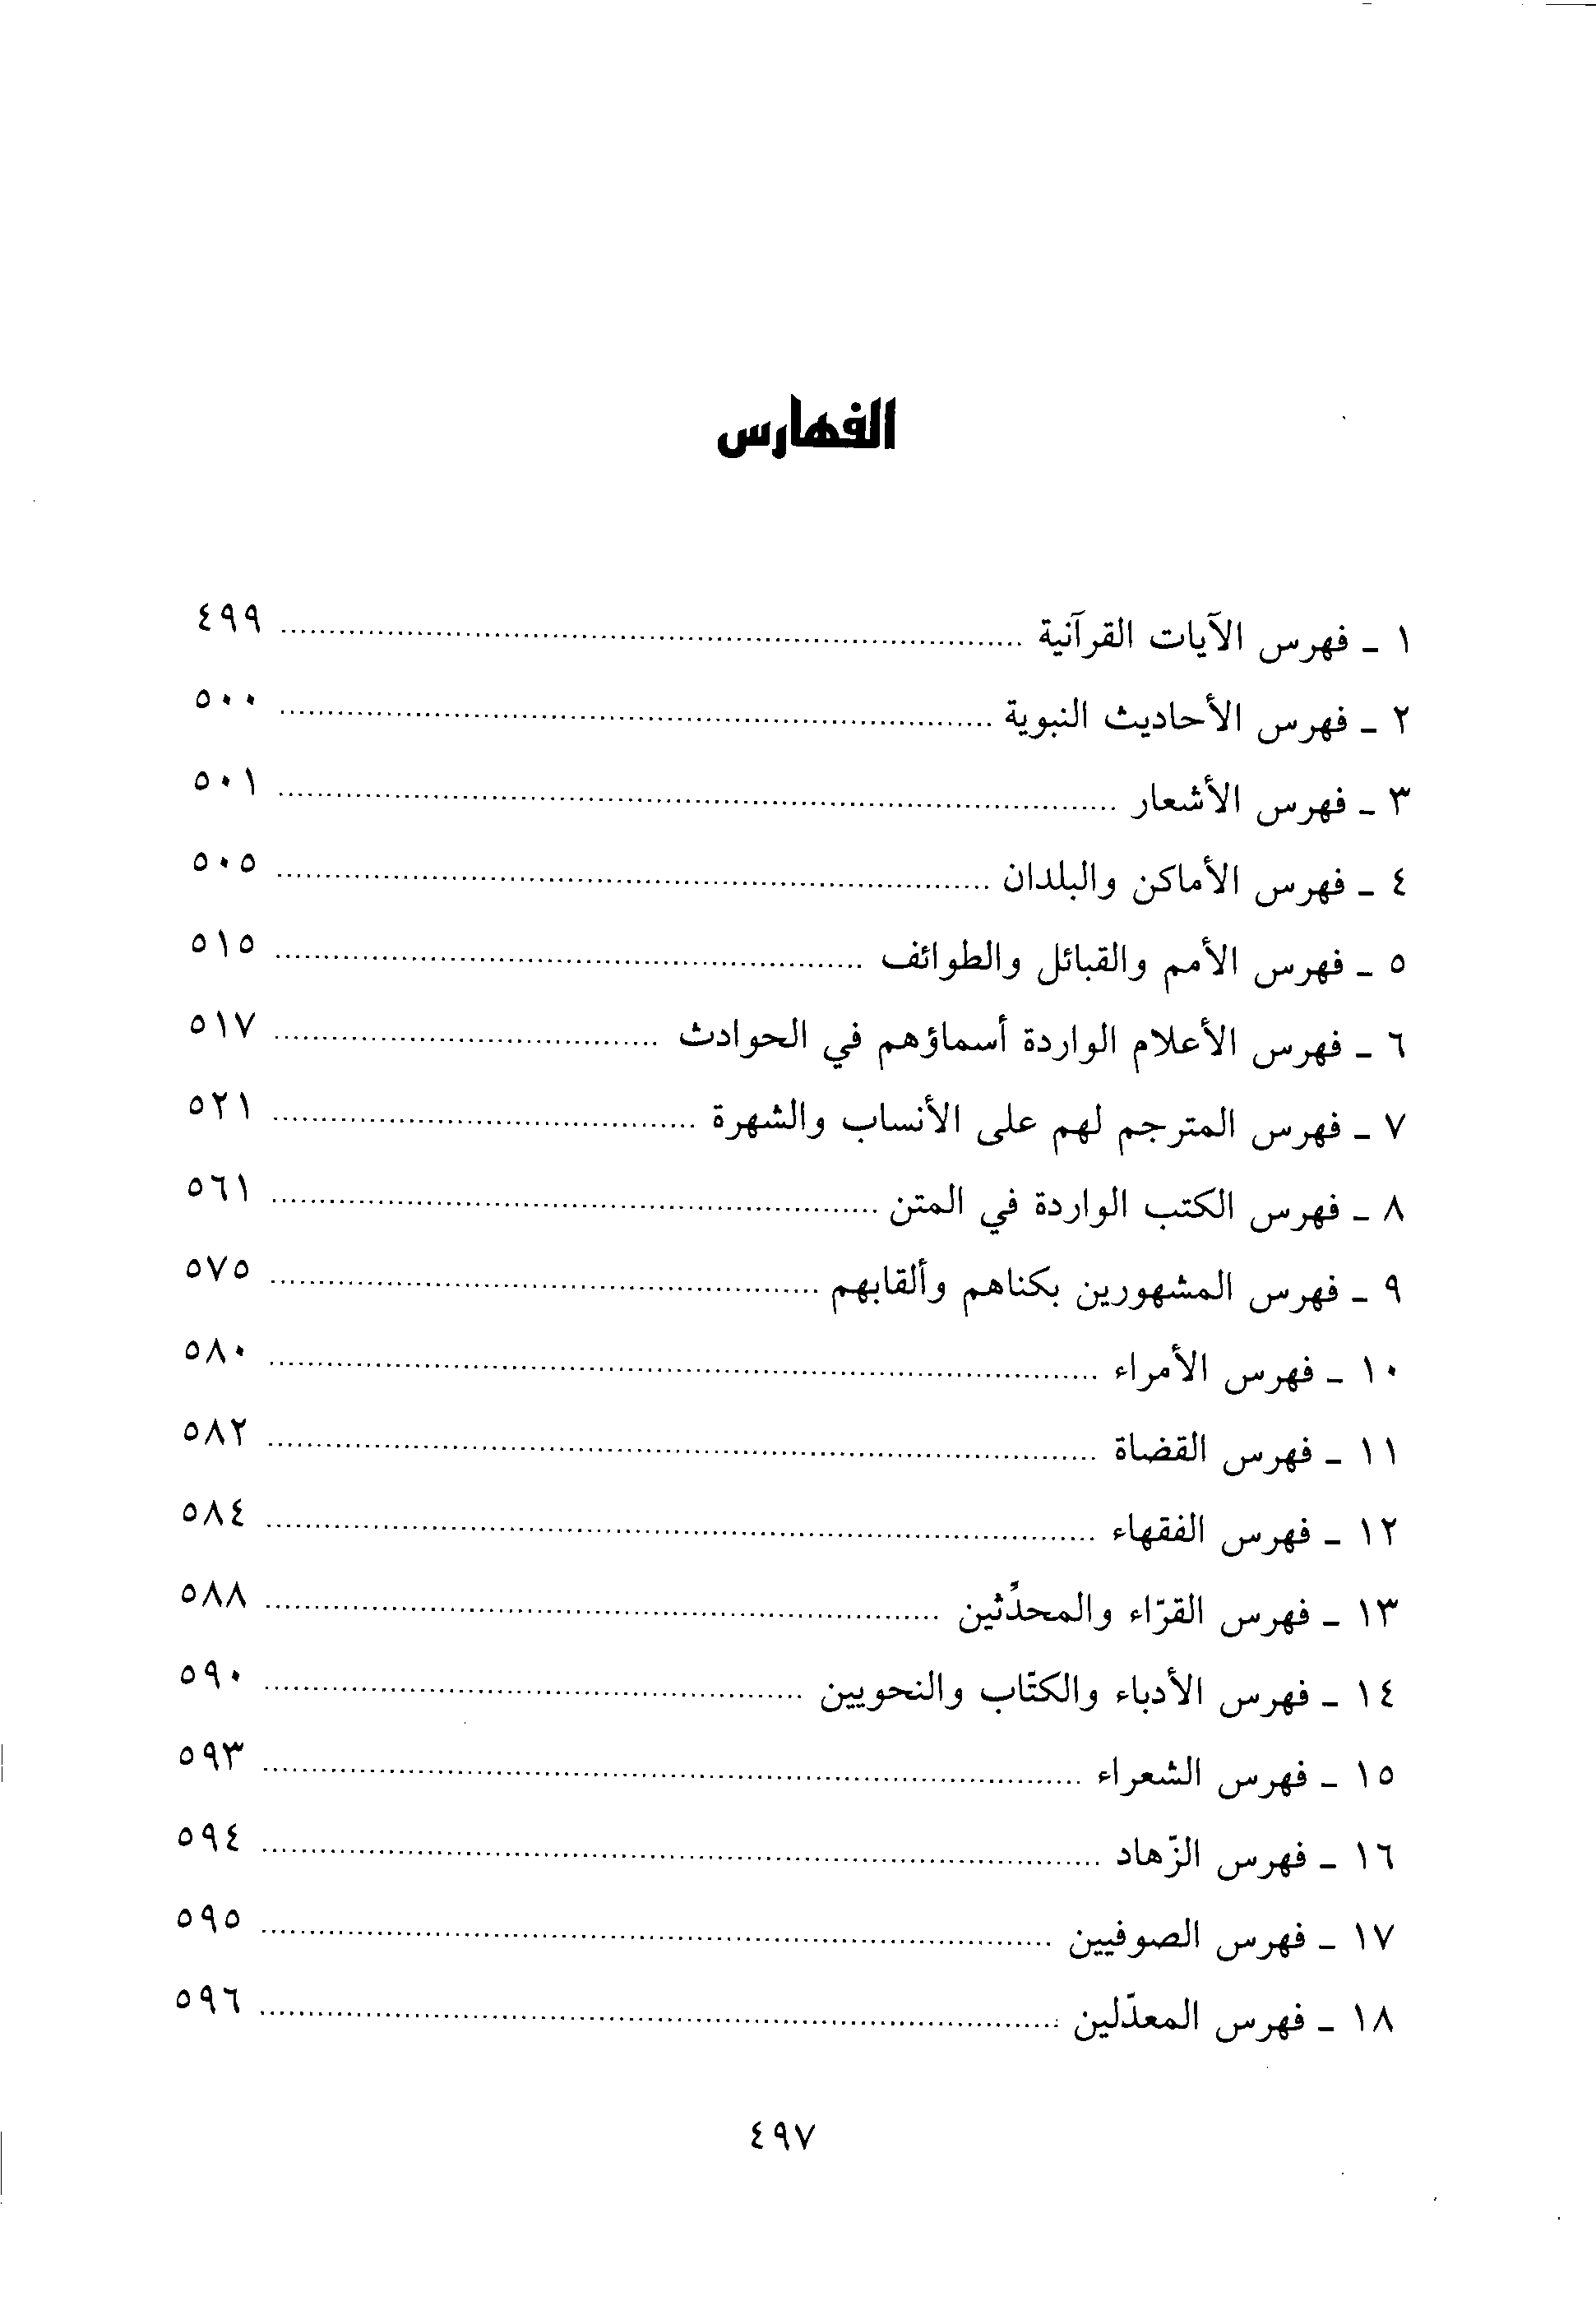 الفهارس
١ ـ فهرس الآيات القرآنية ................ ٤٩٩
٢ ـ فهرس الأحاديث النبوية ................ ٥٠٠
٣ ـ فهرس الأشعار ................ ٥٠١
٤ ـ فهرس الأماكن والبلدان ................ ٥٠٥
٥ ـ فهرس الأمم والقبائل والطوائف ................ ٥١٥
٦ ـ فهرس الأعلام الواردة أسماؤهم في الحوادث ................ ٥١٧
٧ ـ فهرس المترجم لهم على الأنساب والشهرة ................ ٥٢١
٨ ـ فهرس الكتب الواردة في المتن ................ ٥٦١
٩ ـ فهرس المشهورين بكناهم وألقابهم ................ ٥٧٥
١٠ ـ فهرس الأمراء ................ ٥٨٠
١١ ـ فهرس القضاة ................ ٥٨٢
١٢ ـ فهرس الفقهاء ................ ٥٨٤
١٣ ـ فهرس القرّاء والمحدِّثين ................ ٥٨٨
١٤ ـ فهرس الأدباء والكتّاب والنحويين ................ ٥٩٠
١٥ ـ فهرس الشعراء ................ ٥٩٣
١٦ ـ فهرس الزّهاد ................ ٥٩٤
١٧ ـ فهرس الصوفيين ................ ٥٩٥
١٨ ـ فهرس المعدّلين ................ ٥٩٦
٤٩٧